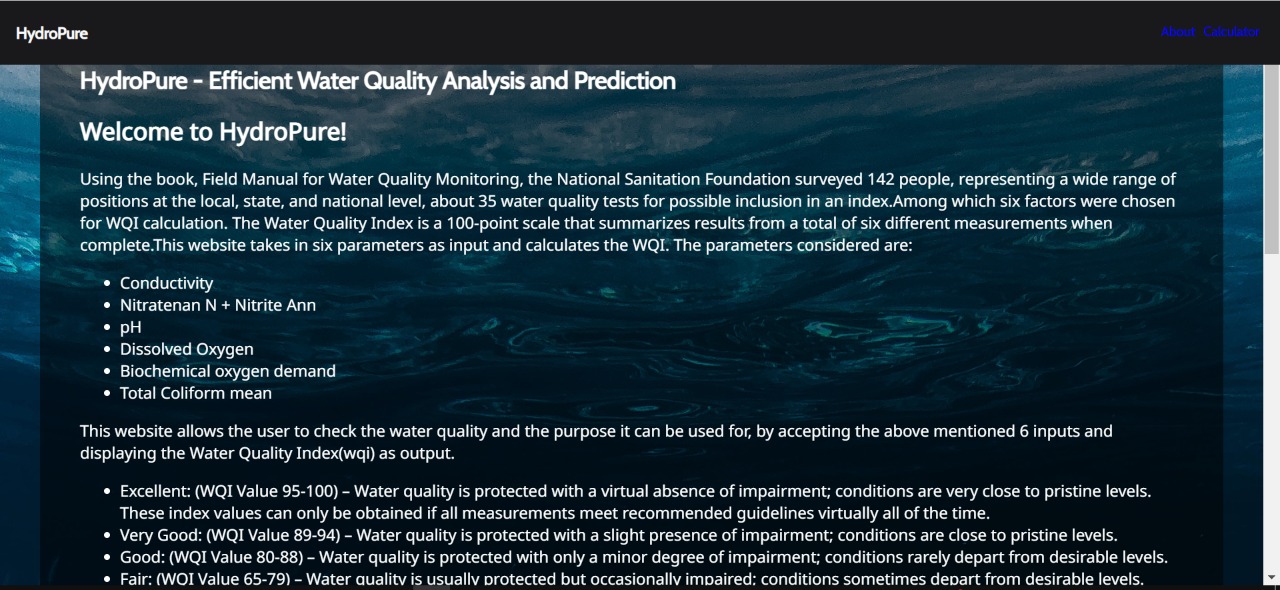 HydroPure
About Calculator
HydroPure - Efficient Water Quality Analysis and Prediction
Welcome to HydroPure!
Using the book, Field Manual for Water Quality Monitoring, the National Sanitation Foundation surveyed 142 people, representing a wide range of
positions at the local, state, and national level, about 35 water quality tests for possible inclusion in an index.Among which six factors were chosen
for WQI calculation. The Water Quality Index is a 100-point scale that summarizes results from a total of six different measurements when
complete.This website takes in six parameters as input and calculates the WQI. The parameters considered are:
• Conductivity
• Nitratenan N + Nitrite Ann
• pH
• Dissolved Oxygen
• Biochemical oxygen demand
• Total Coliform mean
This website allows the user to check the water quality and the purpose it can be used for, by accepting the above mentioned 6 inputs and
displaying the Water Quality Index(wqi) as output.
• Excellent: (WQI Value 95-100) – Water quality is protected with a virtual absence of impairment; conditions are very close to pristine levels.
These index values can only be obtained if all measurements meet recommended guidelines virtually all of the time.
• Very Good: (WQI Value 89-94) – Water quality is protected with a slight presence of impairment; conditions are close to pristine levels.
• Good: (WQI Value 80-88) – Water quality is protected with only a minor degree of impairment; conditions rarely depart from desirable levels.
• Fair: (WQI Value 65-79) – Water quality is usually protected but occasionally impaired; conditions sometimes depart from desirable levels.